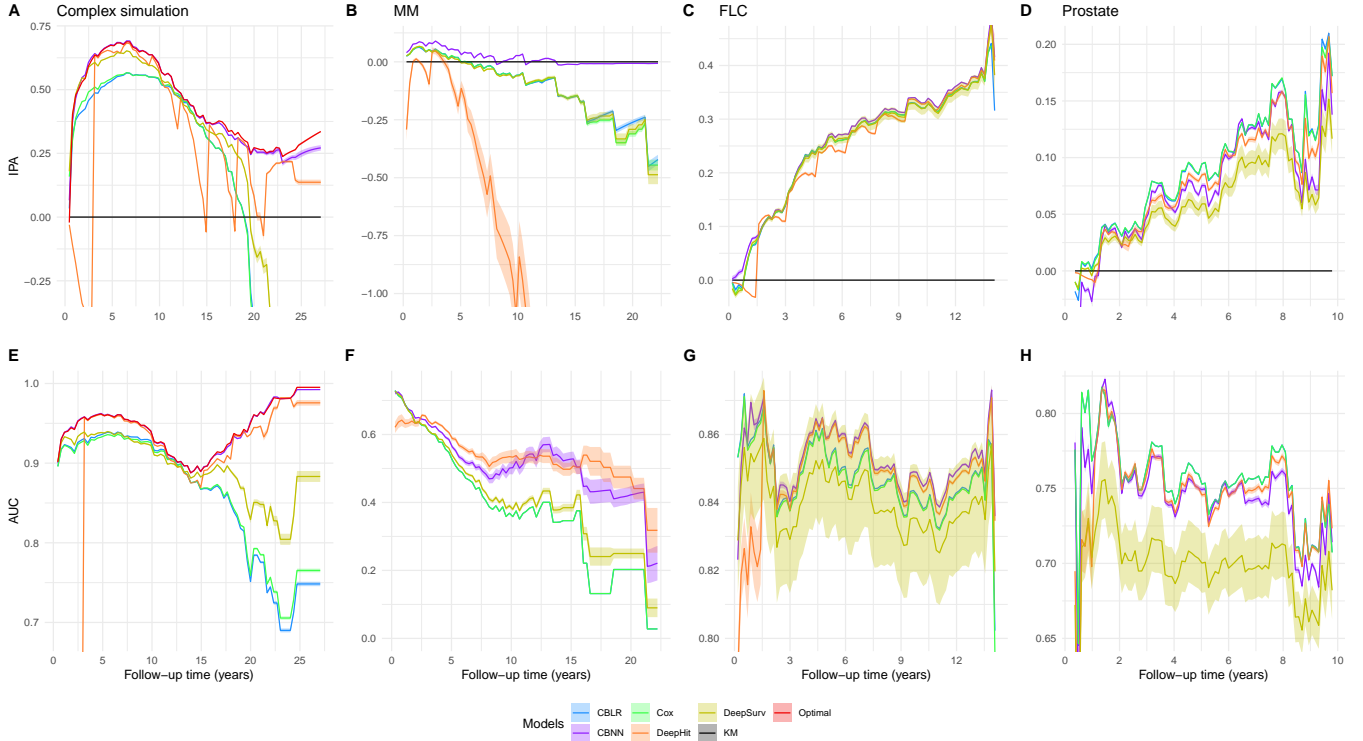 A Complex simulation
B MM
C FLC
D Prostate
IPA
0.75
0.50
0.25
0.00
−0.25
0 5 10 15 20 25
0.00
−0.25
−0.50
−0.75
−1.00
0 5 10 15 20
0.4
0.3
0.2
0.1
0.0
0 3 6 9 12
0.20
0.15
0.10
0.05
0.00
0 2 4 6 8 10
E
F
G
H
AUC
1.0
0.9
0.8
0.7
0 5 10 15 20 25
Follow−up time (years)
0.6
0.4
0.2
0.0
0 5 10 15 20
Follow−up time (years)
0.86
0.84
0.82
0.80
0 3 6 9 12
Follow−up time (years)
0.80
0.75
0.70
0.65
0 2 4 6 8 10
Follow−up time (years)
Models
CBLR Cox DeepSurv Optimal
CBNN DeepHit KM